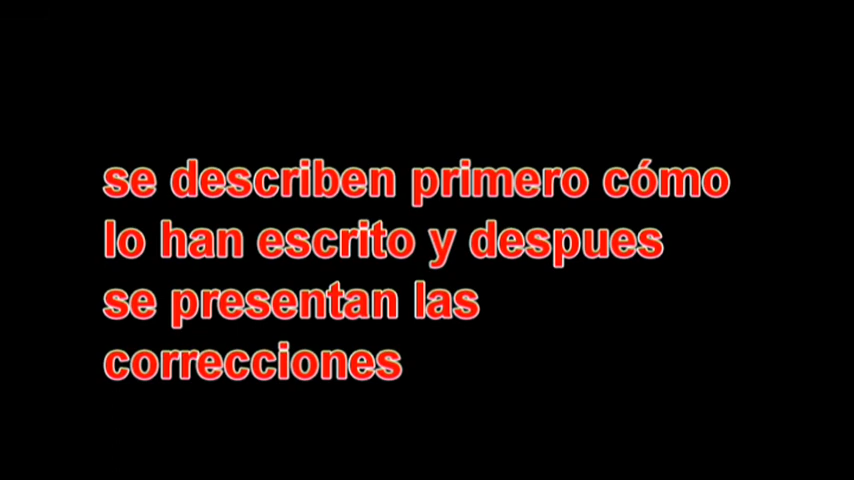 se describen primero cómo
lo han escrito y despues
se presentan las
correcciones